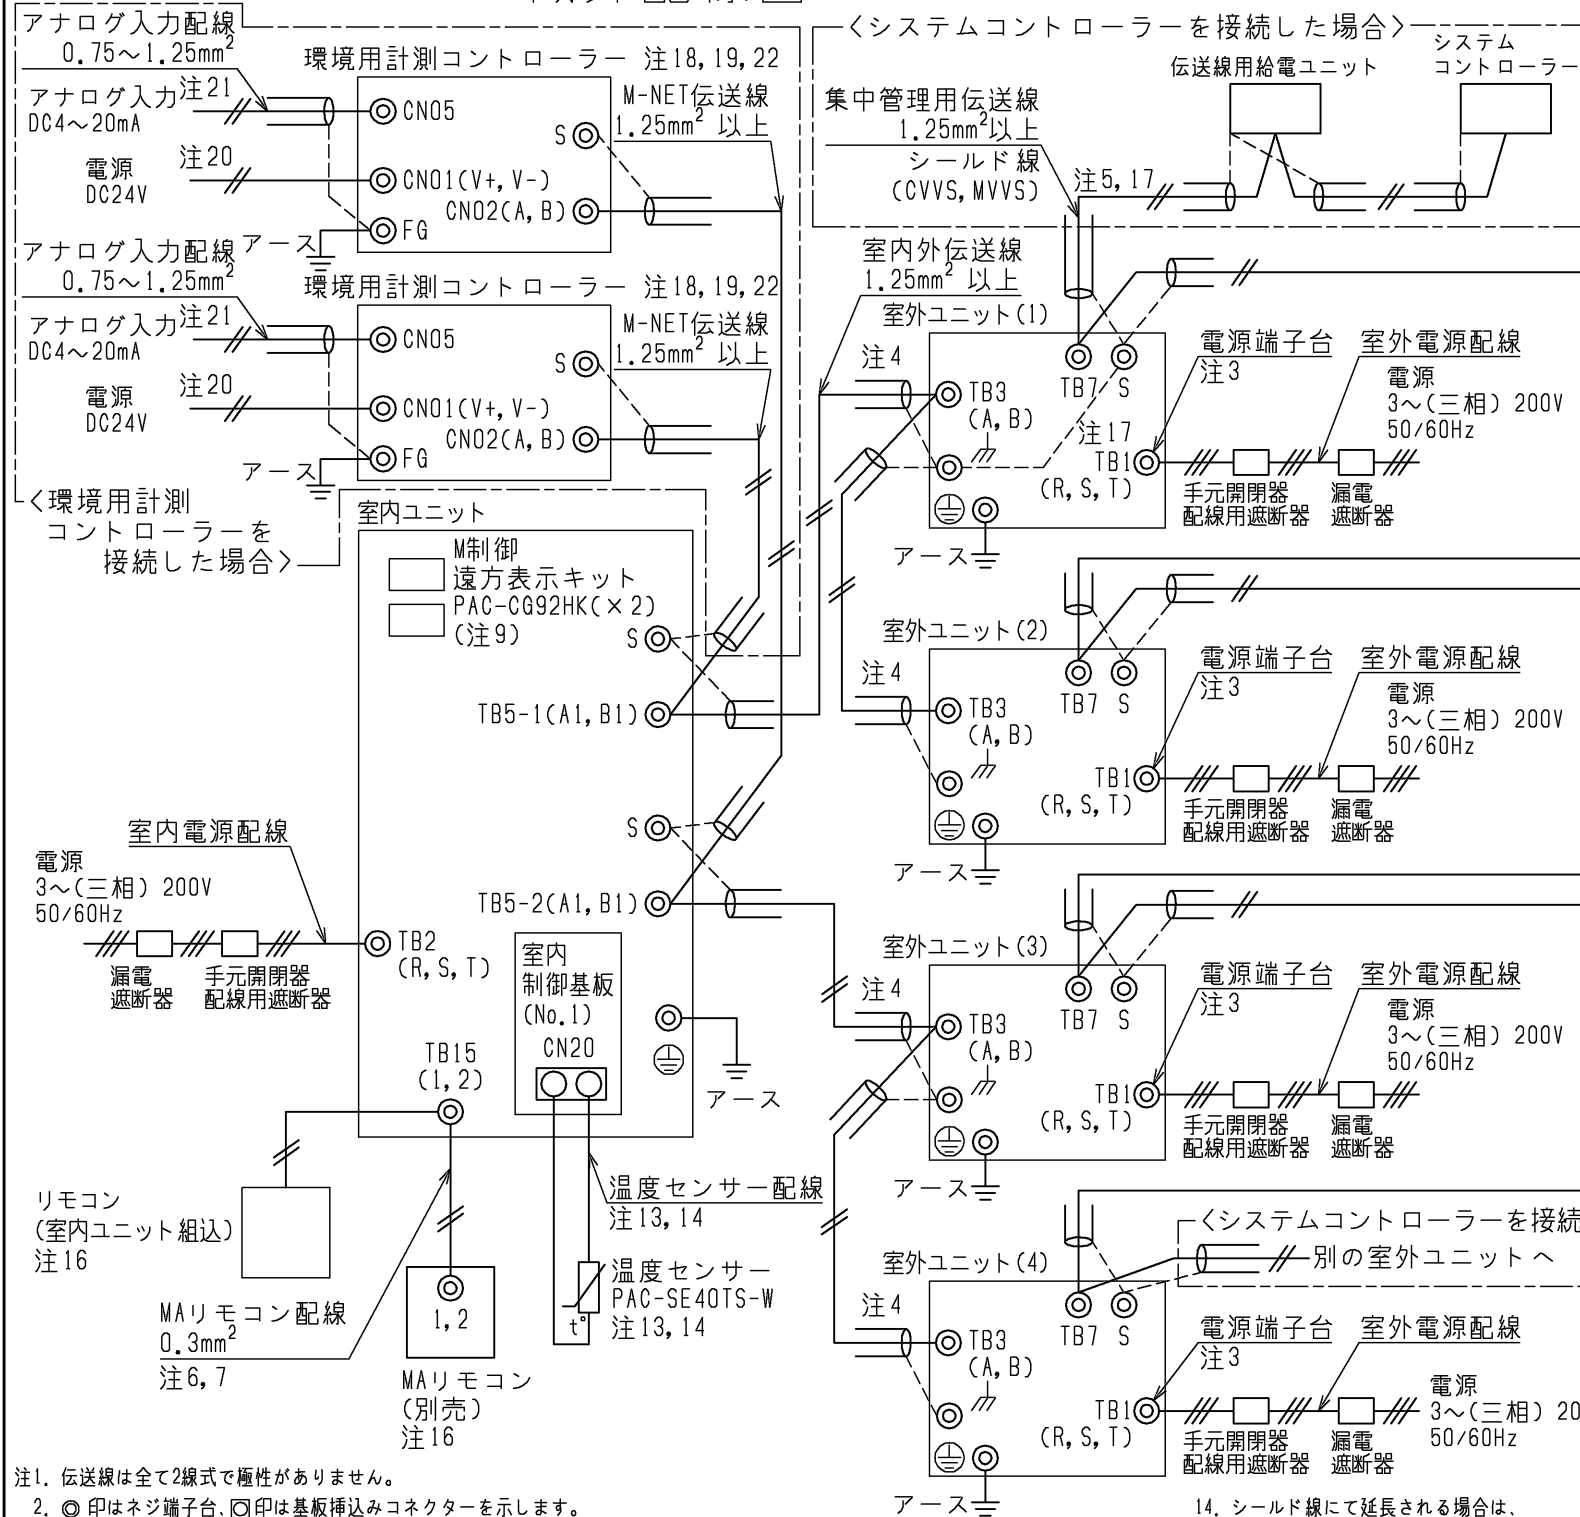 アナログ入力配線
0.75～1.25mm²
アナログ入力
DC4～20mA
注21
電源
DC24V
注20
環境用計測コントローラー 注18,19,22
CN05
S
CN01(V+,V-)
CN02(A,B)
FG
アース
M-NET伝送線
1.25mm² 以上
アナログ入力配線
0.75～1.25mm²
アナログ入力
DC4～20mA
注21
電源
DC24V
注20
環境用計測コントローラー 注18,19,22
CN05
S
CN01(V+,V-)
CN02(A,B)
FG
アース
M-NET伝送線
1.25mm² 以上
<環境用計測
コントローラーを
接続した場合>
<システムコントローラーを接続した場合>
伝送線用給電ユニット
システム
コントローラー
集中管理用伝送線
1.25mm²以上
シールド線
(CVVS,MVVS)
注5,17
室内外伝送線
1.25mm² 以上
室内ユニット
M制御
遠方表示キット
PAC-CG92HK(×2)
(注9)
S
TB5-1(A1,B1)
S
TB5-2(A1,B1)
室内電源配線
電源
3～(三相) 200V
50/60Hz
漏電
遮断器
手元開閉器
配線用遮断器
TB2
(R,S,T)
室内
制御基板
(No.1)
CN20
TB15
(1,2)
アース
リモコン
(室内ユニット組込)
注16
MAリモコン配線
0.3mm²
注6,7
1,2
MAリモコン
(別売)
注16
温度センサー配線
注13,14
t°
温度センサー
PAC-SE40TS-W
注13,14
室外ユニット(1)
注4
TB3
(A,B)
TB7 S
注17
TB1
(R,S,T)
アース
電源端子台
注3
室外電源配線
電源
3～(三相) 200V
50/60Hz
手元開閉器
配線用遮断器
漏電
遮断器
室外ユニット(2)
注4
TB3
(A,B)
TB7 S
TB1
(R,S,T)
アース
電源端子台
注3
室外電源配線
電源
3～(三相) 200V
50/60Hz
手元開閉器
配線用遮断器
漏電
遮断器
室外ユニット(3)
注4
TB3
(A,B)
TB7 S
TB1
(R,S,T)
アース
電源端子台
注3
室外電源配線
電源
3～(三相) 200V
50/60Hz
手元開閉器
配線用遮断器
漏電
遮断器
<システムコントローラーを接続
別の室外ユニットへ
室外ユニット(4)
注4
TB3
(A,B)
TB7 S
TB1
(R,S,T)
アース
電源端子台
注3
室外電源配線
電源
3～(三相) 20
50/60Hz
手元開閉器
配線用遮断器
漏電
遮断器
注1. 伝送線は全て2線式で極性がありません。
2. ◎ 印はネジ端子台、回印は基板挿込みコネクターを示します。
14. シールド線にて延長される場合は、